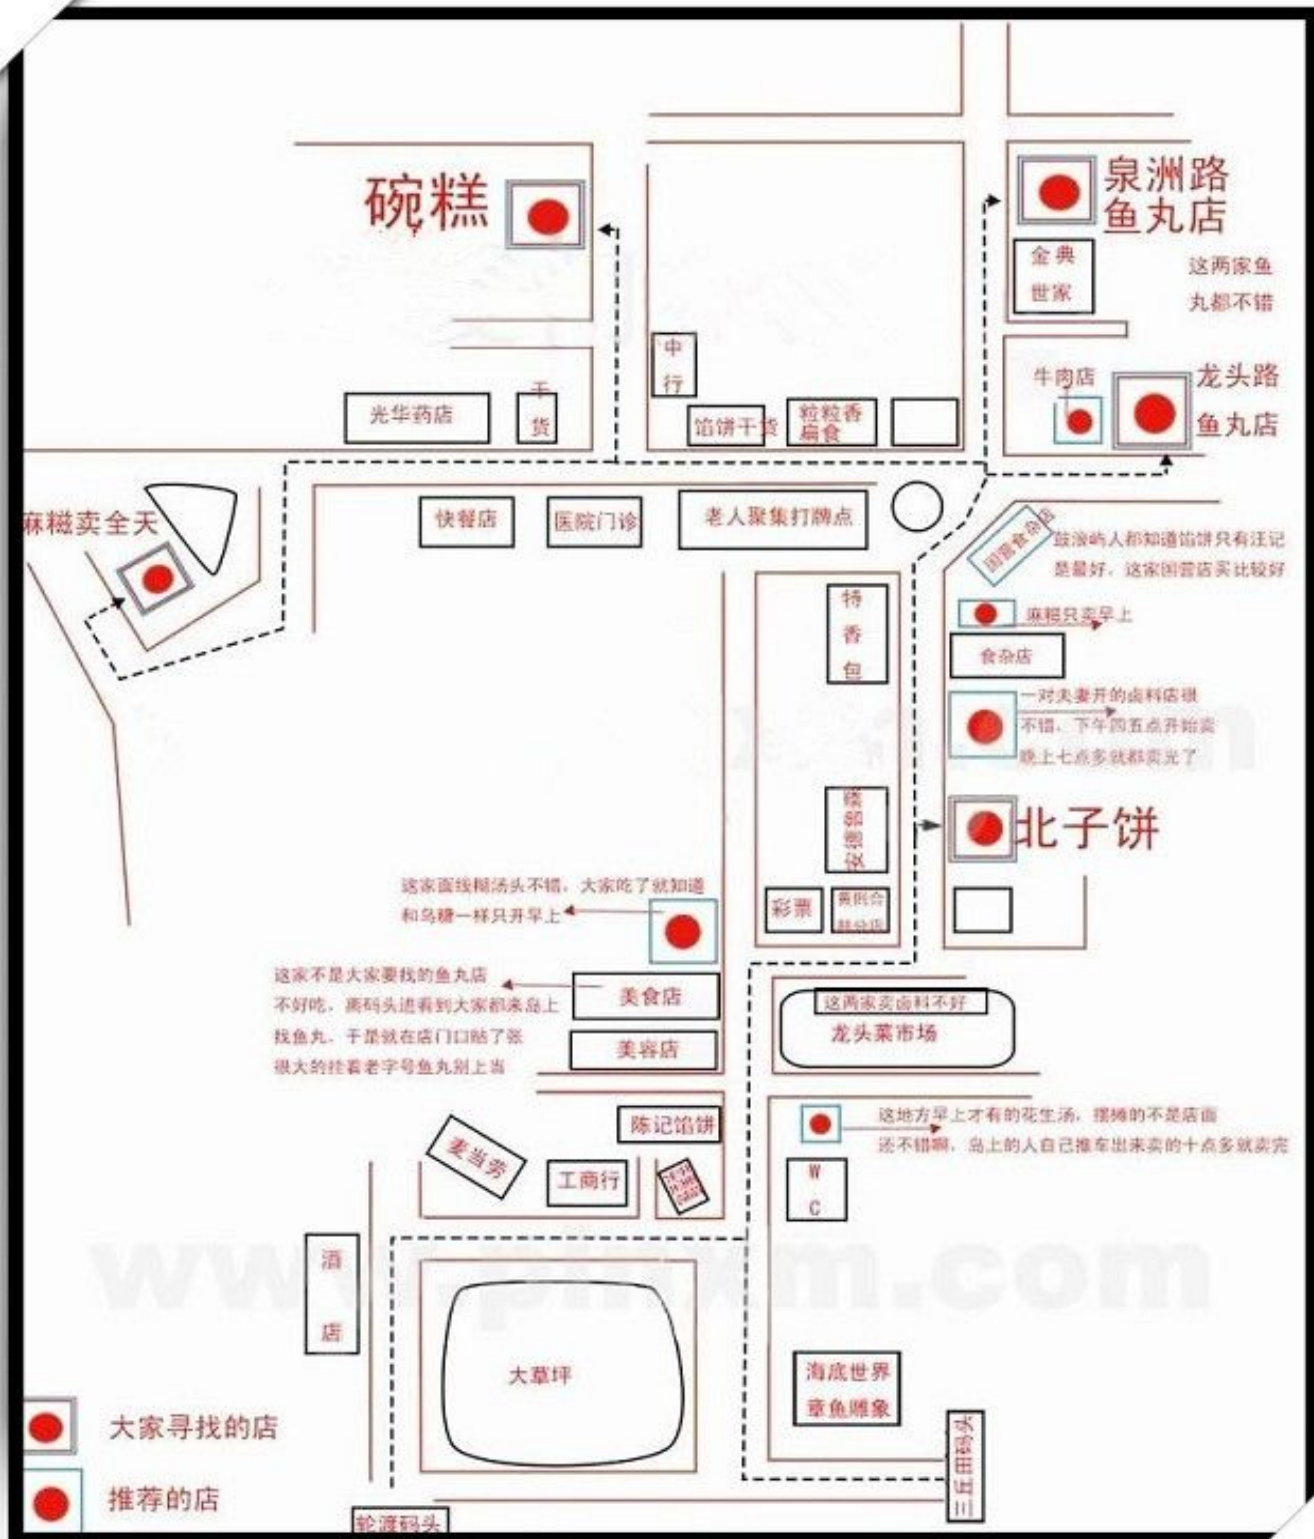 碗糕
泉洲路
鱼丸店
金典
世家
这两家鱼
丸都不错
中
行
牛肉店
龙头路
鱼丸店
光华药店
干
货
馅饼干货
粒粒香
扁食
麻糍卖全天
快餐店
医院门诊
老人聚集打牌点
国营食杂店
鼓浪屿人都知道馅饼只有汪记
是最好，这家国营店买比较好
特
香
包
麻糍只卖早上
食杂店
一对夫妻开的卤料店很
不错，下午四五点开始卖
晚上七点多就都卖光了
北子饼
安德鲁
彩票
这家面线糊汤头不错，大家吃了就知道
和乌糖一样只开早上
这家不是大家要找的鱼丸店
不好吃，离码头进看到大家都来岛上
找鱼丸，于是就在店门口贴了张
很大的挂着老字号鱼丸别上当
美食店
美容店
这两家卖卤料不好
龙头菜市场
陈记馅饼
这地方早上才有的花生汤，摆摊的不是店面
还不错啊，岛上的人自己推车出来卖的十点多就卖完
麦当劳
工商行
W
C
酒
店
大草坪
海底世界
章鱼雕象
大家寻找的店
推荐的店
轮渡码头
三丘田码头
www.pmxm.com